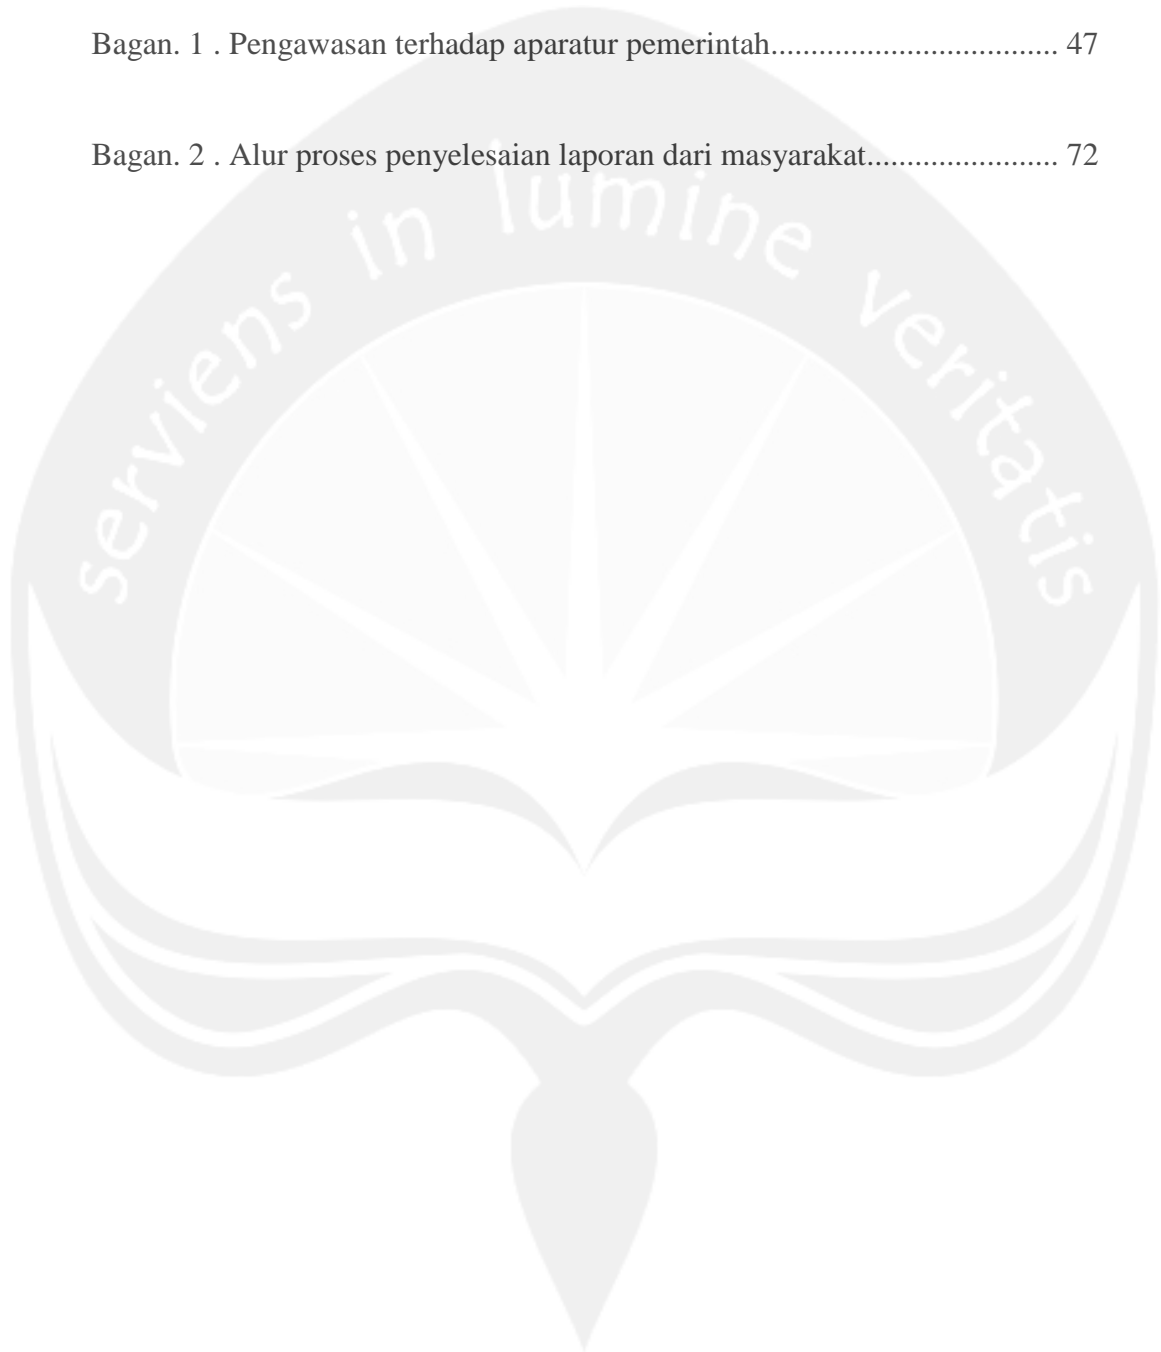 Bagan. 1 . Pengawasan terhadap aparatur pemerintah.................................. 47
Bagan. 2 . Alur proses penyelesaian laporan dari masyarakat....................... 72
serviens in lumine veritatis